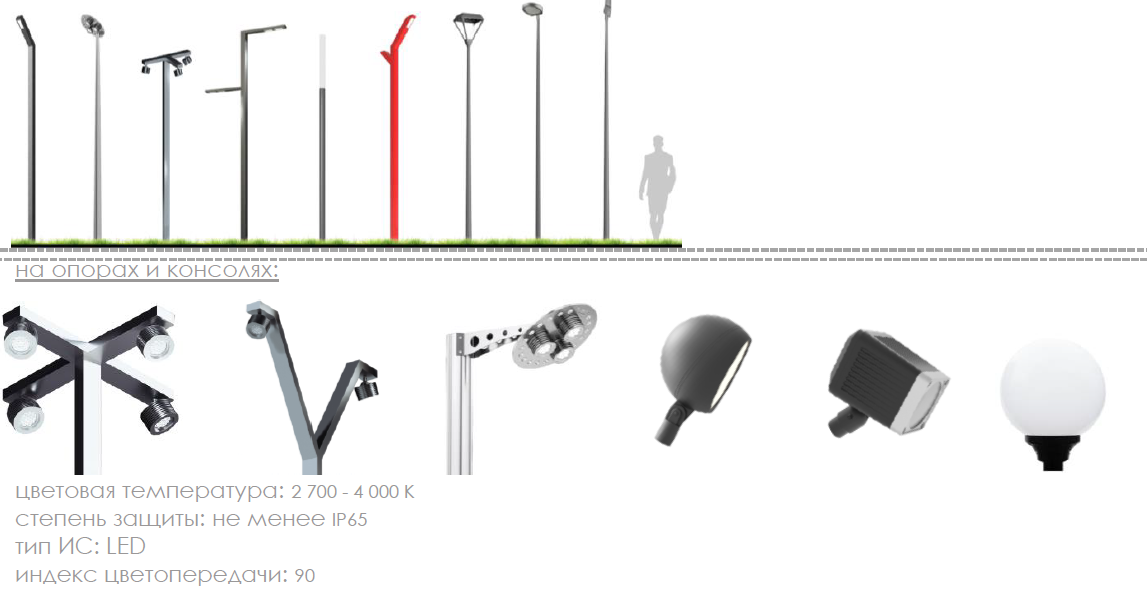 на опорах и консолях:
цветовая температура: 2 700 - 4 000 К
степень защиты: не менее IP65
тип ИС: LED
индекс цветопередачи: 90